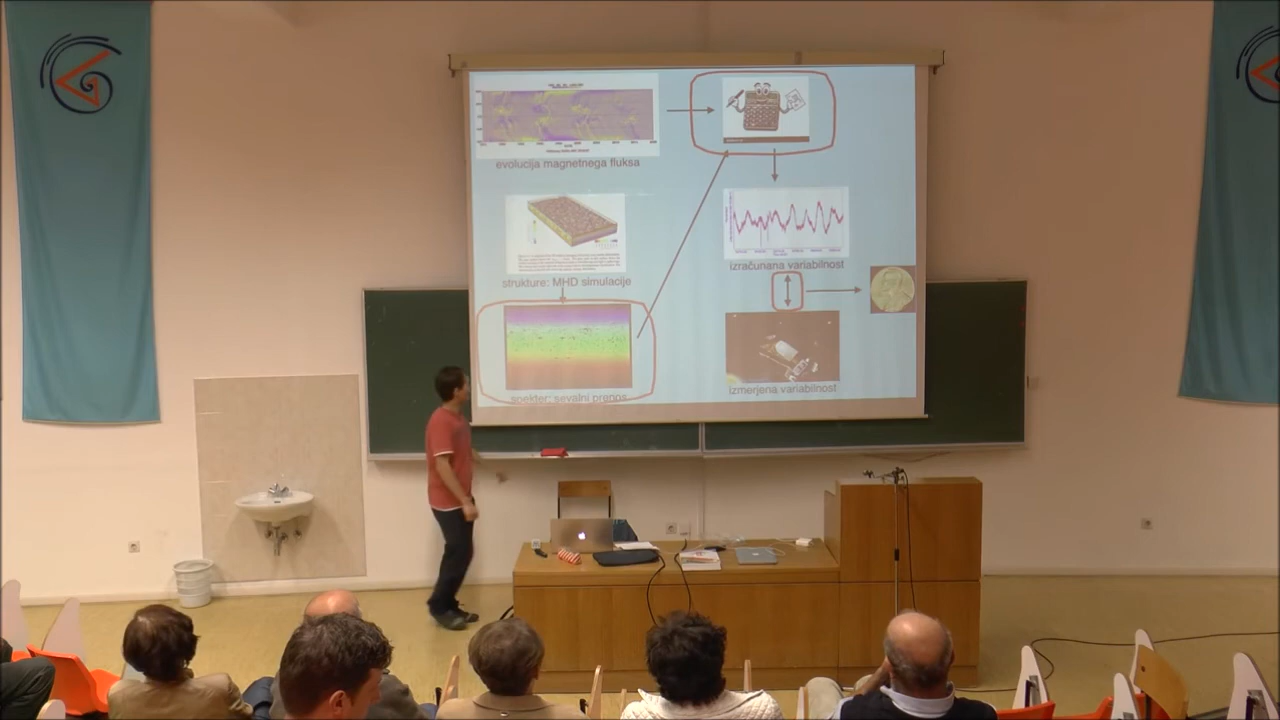 evolucija magnetnega fluksa
strukture: MHD simulacije
spekter: sevalni prenos
izračunana variabilnost
izmerjena variabilnost